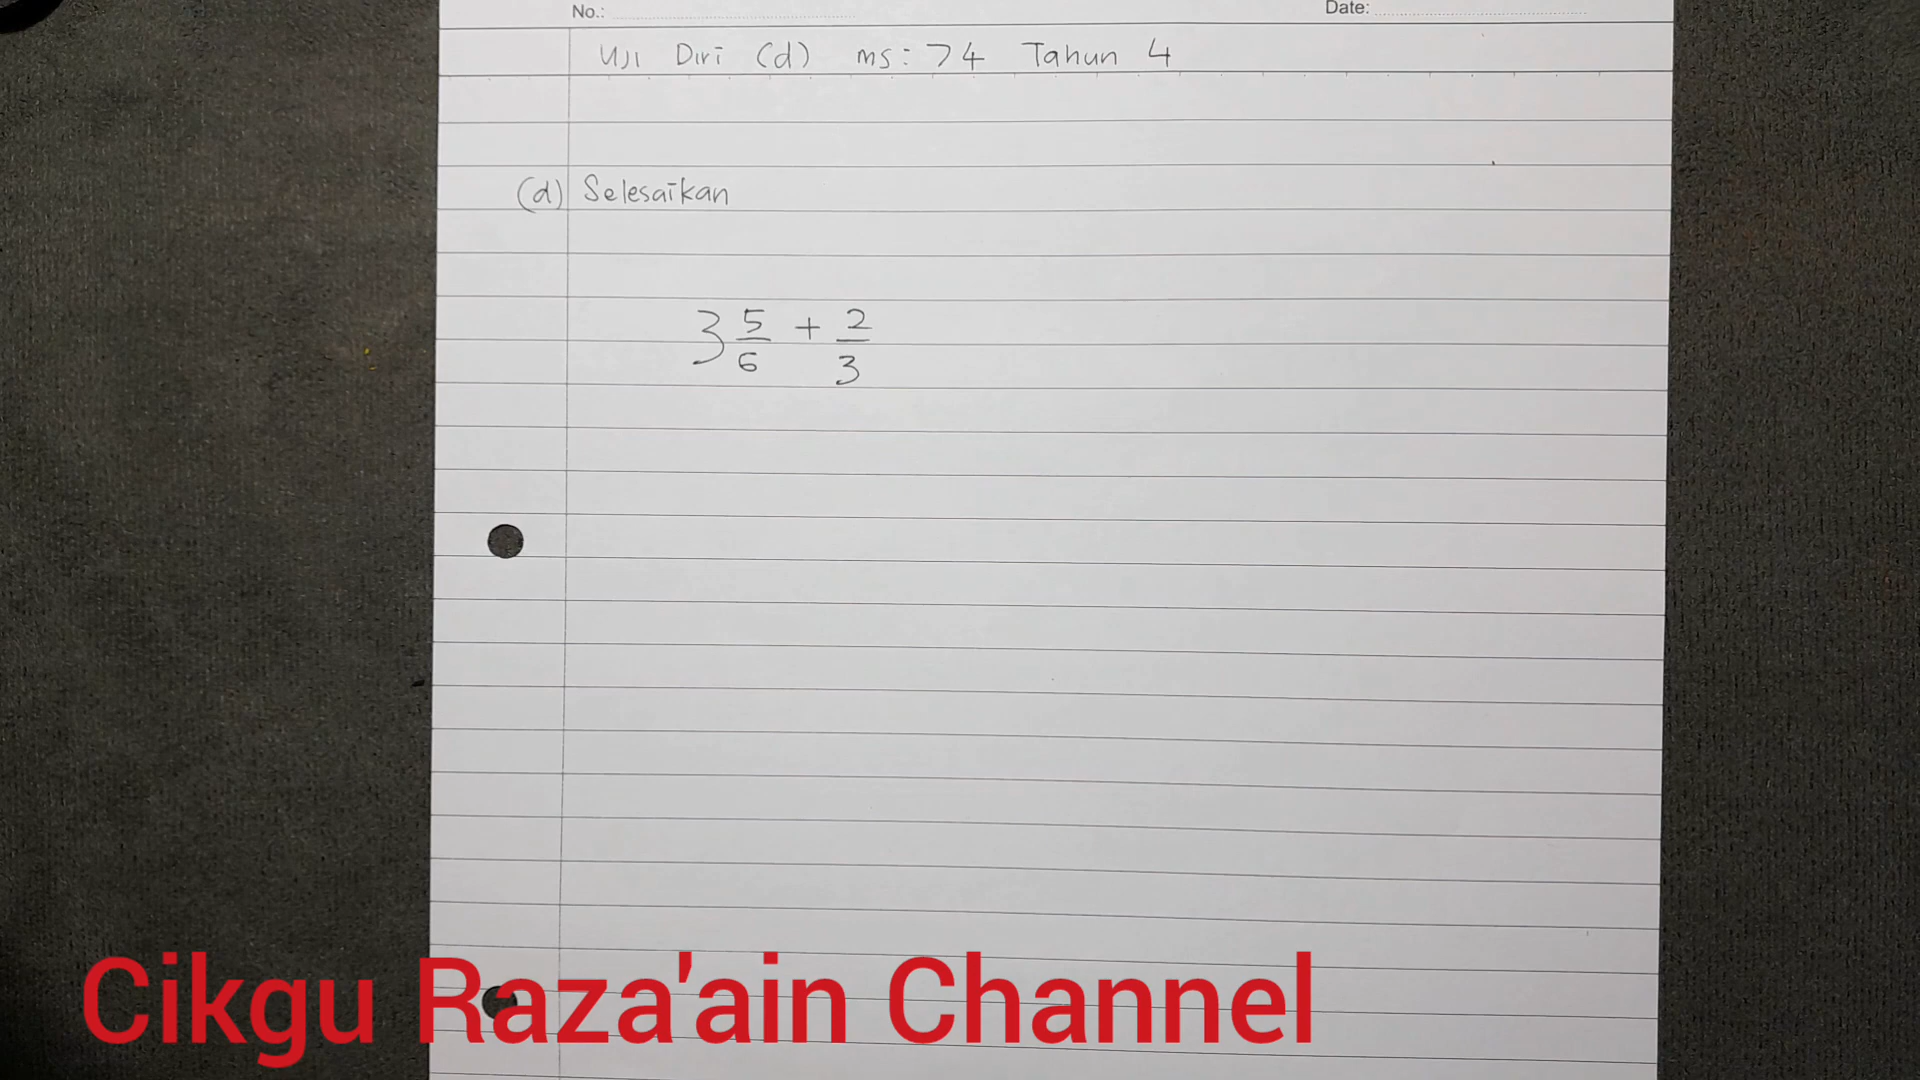 No.: Date:
Uji Diri (d) ms: 74 Tahun 4
(d) Selesaikan
3 5/6 + 2/3
Cikgu Raza'ain Channel